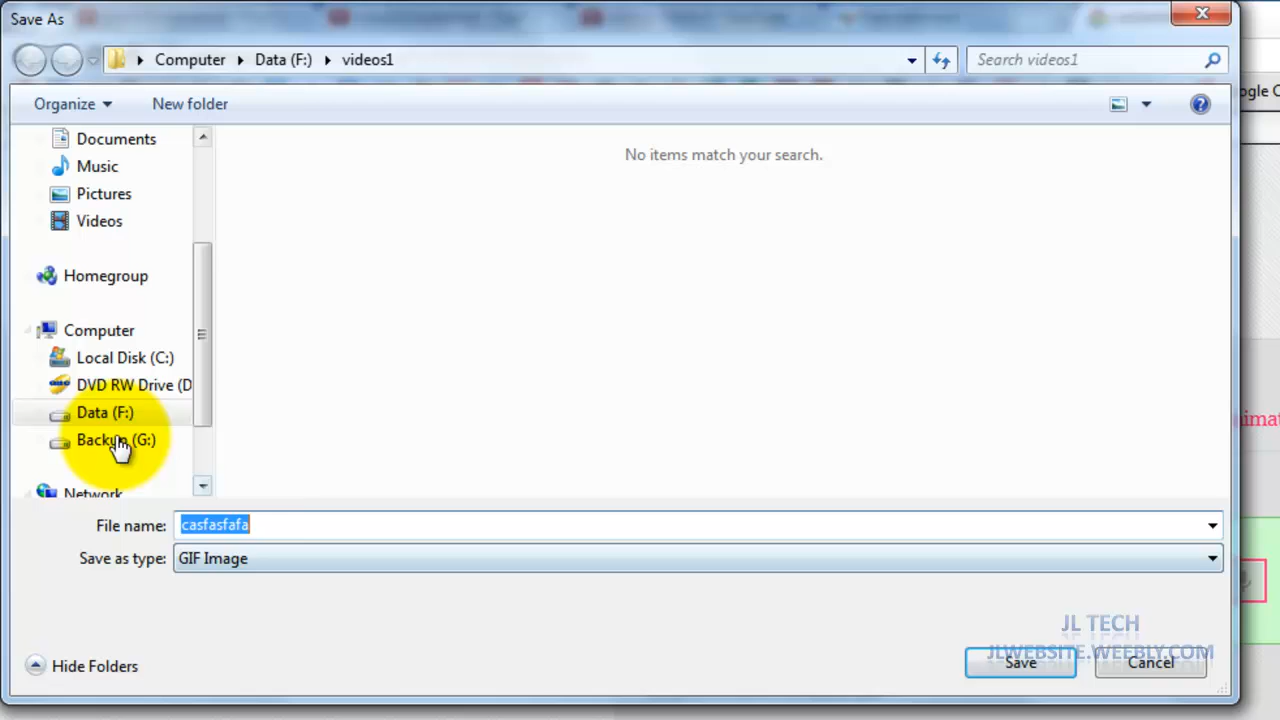 Save As
Computer Data (F:) videos1
Search videos1
Organize
New folder
ogle C
Documents
No items match your search.
Music
Pictures
Videos
Homegroup
Computer
Local Disk (C:)
DVD RW Drive (D
Data (F:)
Backup (G:)
Network
File name: casfasfafa
Save as type: GIF Image
JL TECH
JLWEBSITE.WEEBLY.COM
Hide Folders
Save
Cancel